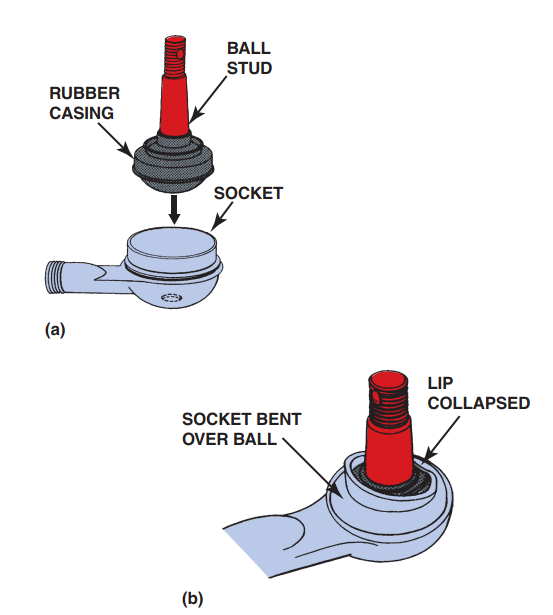 BALL
STUD
RUBBER
CASING
SOCKET
(a)
LIP
COLLAPSED
SOCKET BENT
OVER BALL
(b)